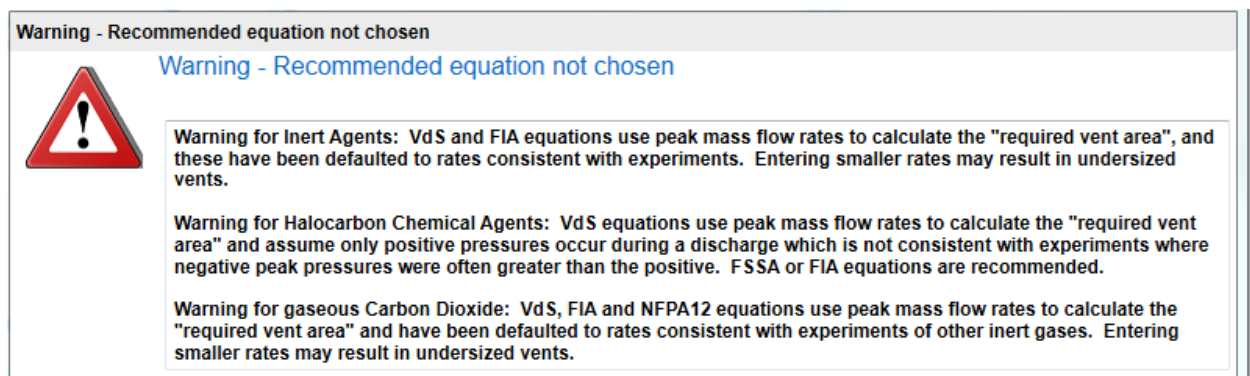 Warning - Recommended equation not chosen
Warning - Recommended equation not chosen
Warning for Inert Agents:  VdS and FIA equations use peak mass flow rates to calculate the "required vent area", and
these have been defaulted to rates consistent with experiments.  Entering smaller rates may result in undersized
vents.
Warning for Halocarbon Chemical Agents:  VdS equations use peak mass flow rates to calculate the "required vent
area" and assume only positive pressures occur during a discharge which is not consistent with experiments where
negative peak pressures were often greater than the positive.  FSSA or FIA equations are recommended.
Warning for gaseous Carbon Dioxide:  VdS, FIA and NFPA12 equations use peak mass flow rates to calculate the
"required vent area" and have been defaulted to rates consistent with experiments of other inert gases.  Entering
smaller rates may result in undersized vents.